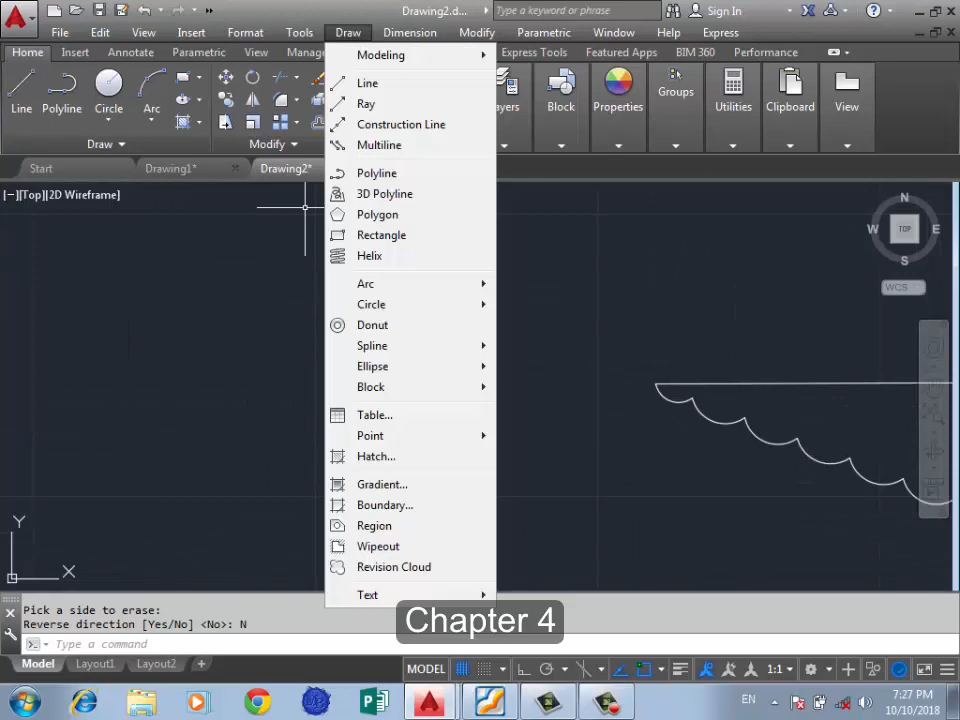 Drawing2.d...
Type a keyword or phrase
Sign In
File Edit View Insert Format Tools Draw Dimension Modify Parametric Window Help Express
Home Insert Annotate Parametric View Manag Express Tools Featured Apps BIM 360 Performance
Line Polyline Circle Arc
ayers Block Properties Groups Utilities Clipboard View
Draw Modify
Start Drawing1* Drawing2*
[−][Top][2D Wireframe]
Modeling
Line
Ray
Construction Line
Multiline
Polyline
3D Polyline
Polygon
Rectangle
Helix
Arc
Circle
Donut
Spline
Ellipse
Block
Table...
Point
Hatch...
Gradient...
Boundary...
Region
Wipeout
Revision Cloud
Text
N
W TOP E
S
WCS
Y
X
Pick a side to erase:
Reverse direction [Yes/No] <No>: N
Type a command
Chapter 4
Model Layout1 Layout2 +
MODEL 1:1
EN
7:27 PM
10/10/2018